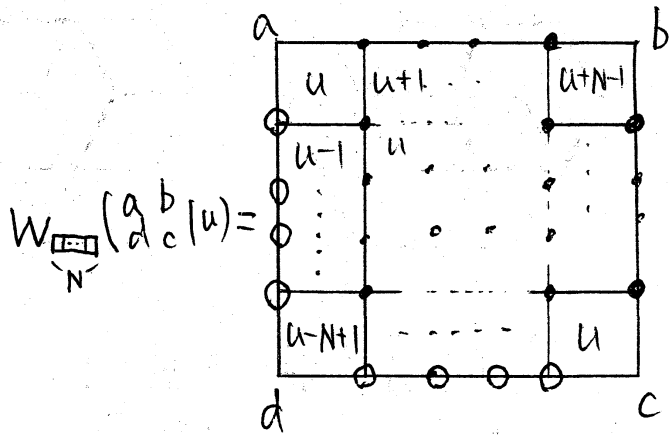 a b
u u+1 . . . u+N-1
u-1 u
W ( a b d c | u ) =
N
u-N+1 u
d c